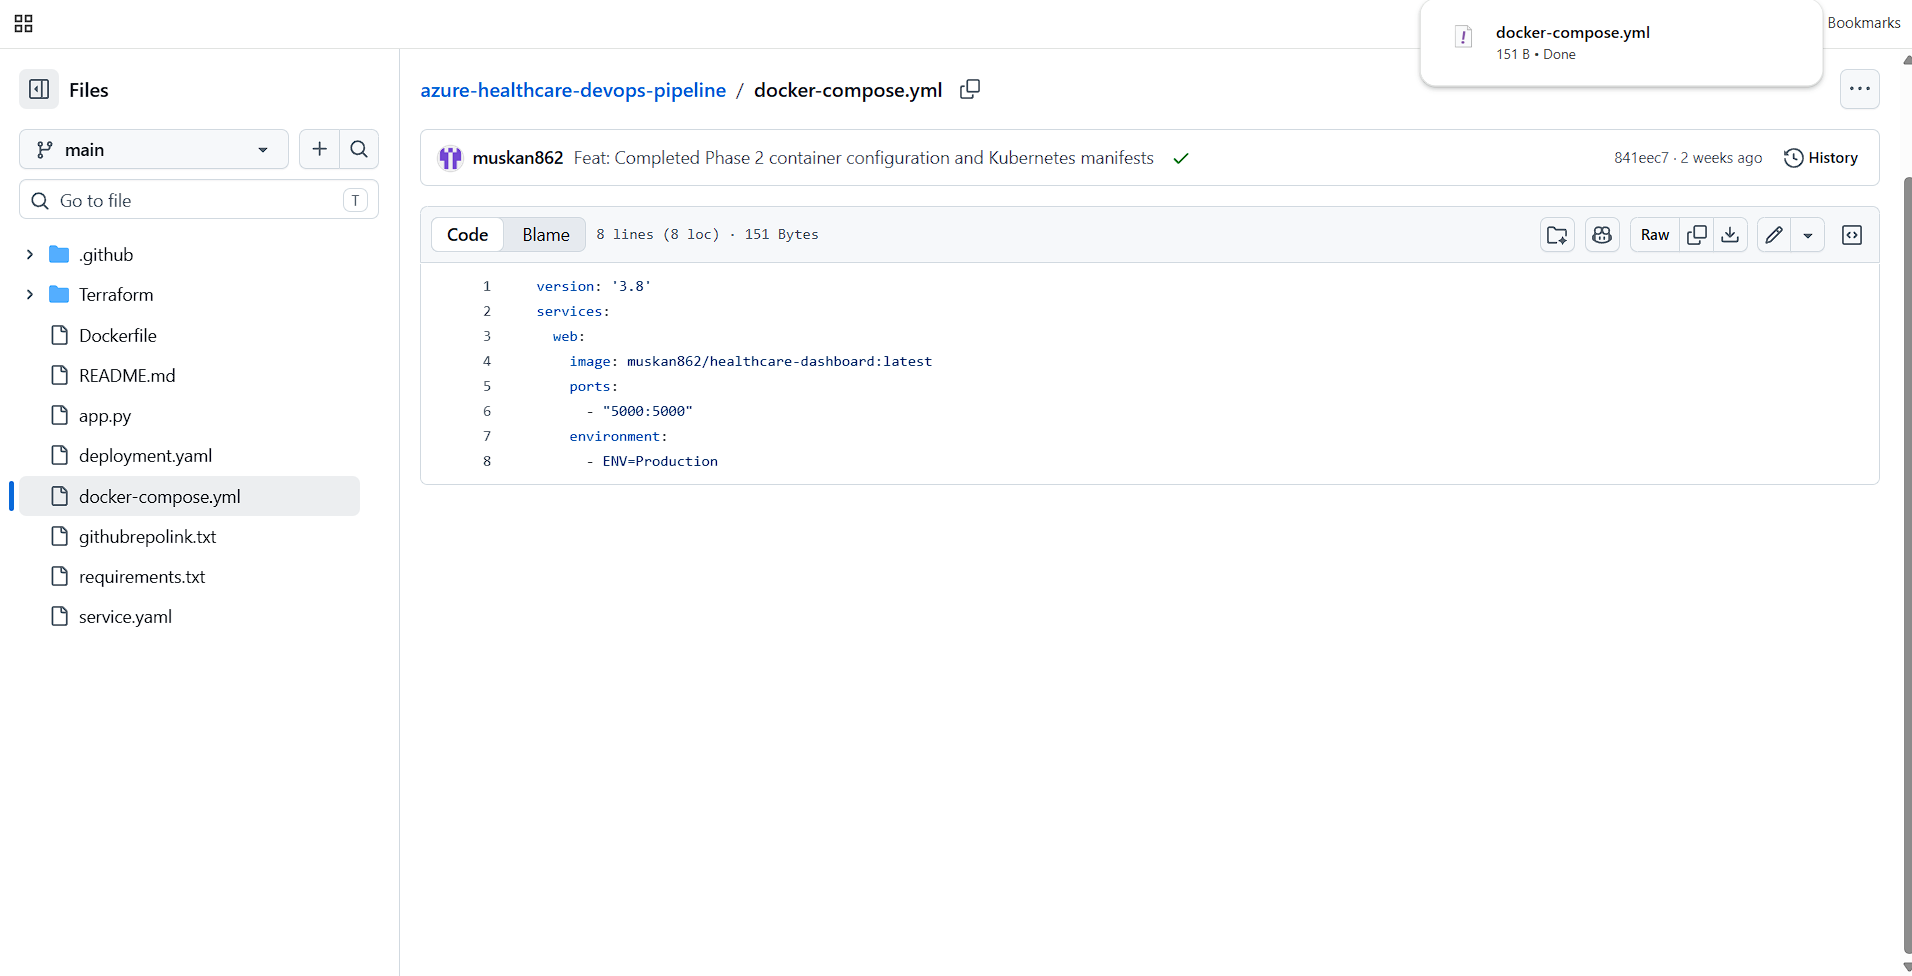 docker-compose.yml
151 B • Done
Bookmarks
Files
main
Go to file
T
.github
Terraform
Dockerfile
README.md
app.py
deployment.yaml
docker-compose.yml
githubrepolink.txt
requirements.txt
service.yaml
azure-healthcare-devops-pipeline / docker-compose.yml
muskan862 Feat: Completed Phase 2 container configuration and Kubernetes manifests
841eec7 · 2 weeks ago
History
Code Blame 8 lines (8 loc) · 151 Bytes
Raw
1 version: '3.8'
2 services:
3   web:
4     image: muskan862/healthcare-dashboard:latest
5     ports:
6       - "5000:5000"
7     environment:
8       - ENV=Production